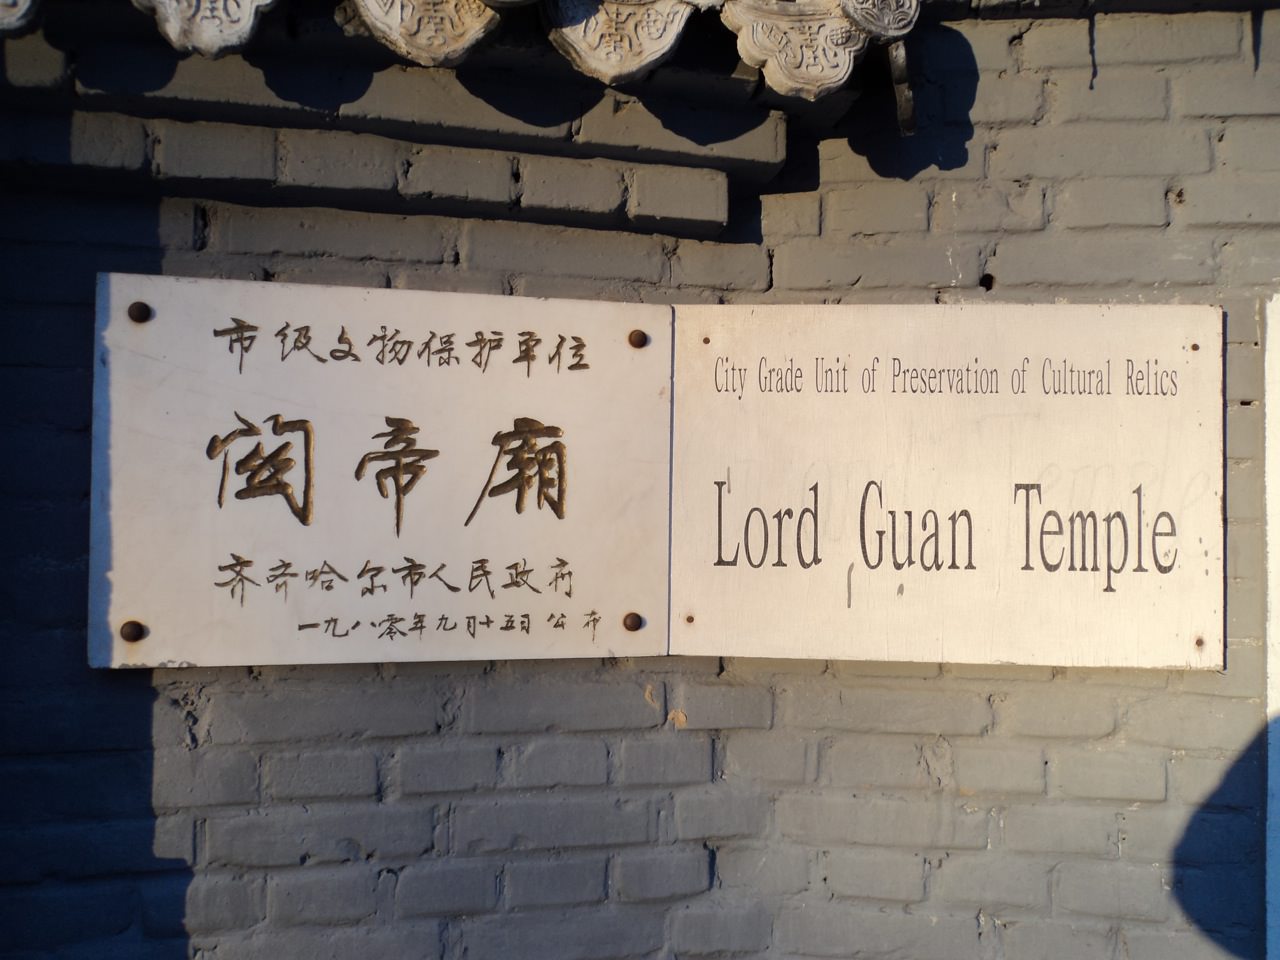 市级文物保护单位
関帝庙
齐齐哈尔市人民政府
一九八零年九月十五日公布
City Grade Unit of Preservation of Cultural Relics
Lord Guan Temple